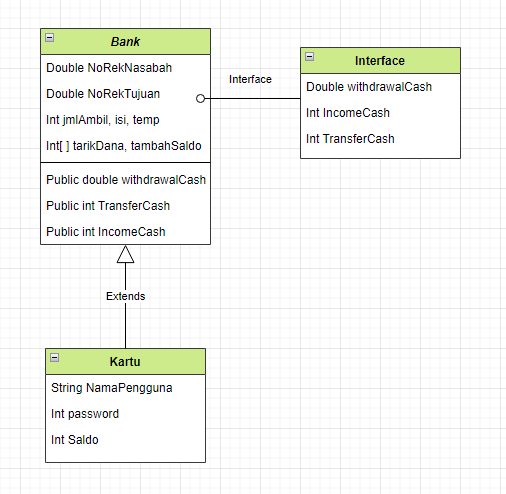 Bank
Double NoRekNasabah
Double NoRekTujuan
Int jmlAmbil, isi, temp
Int[ ] tarikDana, tambahSaldo
Public double withdrawalCash
Public int TransferCash
Public int IncomeCash
Interface
Interface
Double withdrawalCash
Int IncomeCash
Int TransferCash
Extends
Kartu
String NamaPengguna
Int password
Int Saldo